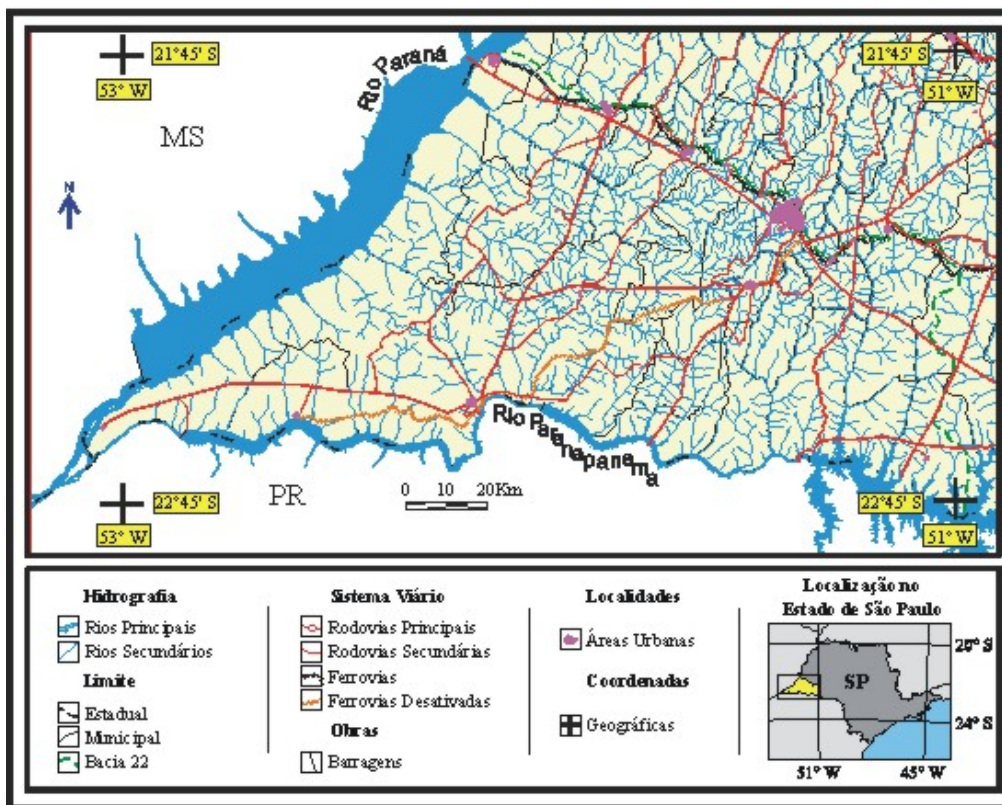 21°45' S
53° W
Rio Paraná
21°45' S
51° W
MS
N
PR
Rio Paranapanema
0 10 20Km
22°45' S
53° W
22°45' S
51° W
Hidrografia
Rios Principais
Rios Secundários
Limite
Estadual
Municipal
Bacia 22
Sistema Viário
Rodovias Principais
Rodovias Secundárias
Ferrovias
Ferrovias Desativadas
Obras
Barragens
Localidades
Áreas Urbanas
Coordenadas
Geográficas
Localização no
Estado de São Paulo
SP
20° S
24° S
51° W
45° W